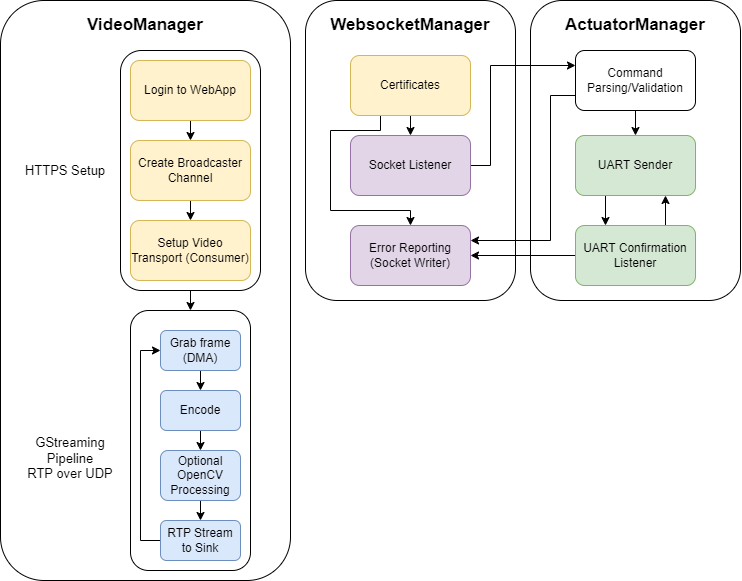 VideoManager
HTTPS Setup
Login to WebApp
Create Broadcaster
Channel
Setup Video
Transport (Consumer)
GStreaming
Pipeline
RTP over UDP
Grab frame
(DMA)
Encode
Optional
OpenCV
Processing
RTP Stream
to Sink
WebsocketManager
Certificates
Socket Listener
Error Reporting
(Socket Writer)
ActuatorManager
Command
Parsing/Validation
UART Sender
UART Confirmation
Listener